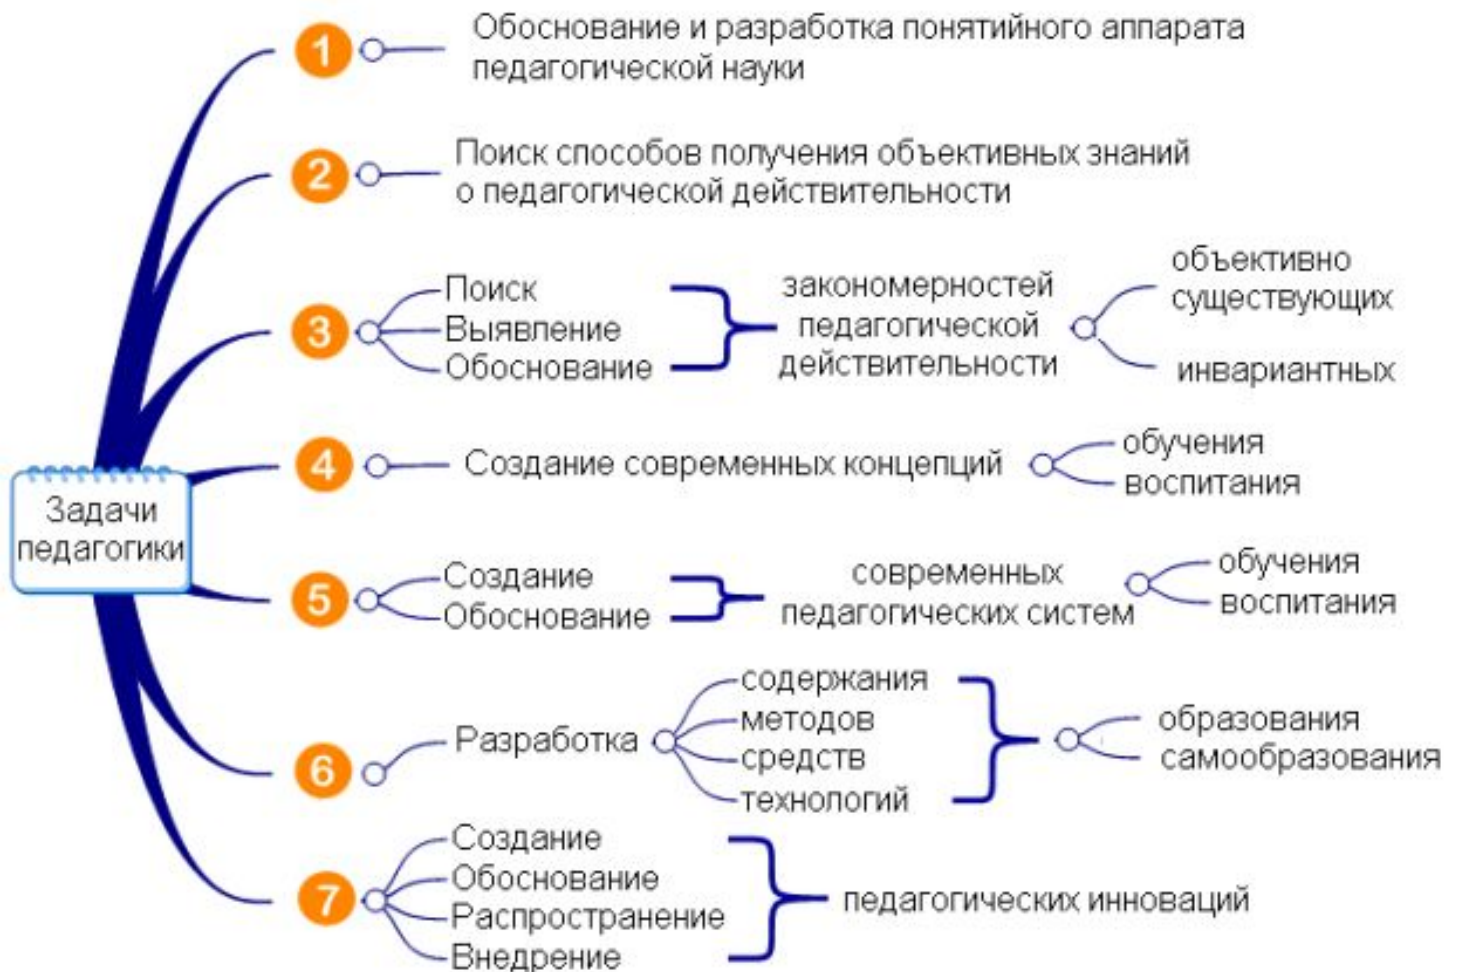 Задачи
педагогики
1
Обоснование и разработка понятийного аппарата
педагогической науки
2
Поиск способов получения объективных знаний
о педагогической действительности
3
Поиск
Выявление
Обоснование
закономерностей
педагогической
действительности
объективно
существующих
инвариантных
4
Создание современных концепций
обучения
воспитания
5
Создание
Обоснование
современных
педагогических систем
обучения
воспитания
6
Разработка
содержания
методов
средств
технологий
образования
самообразования
7
Создание
Обоснование
Распространение
Внедрение
педагогических инноваций